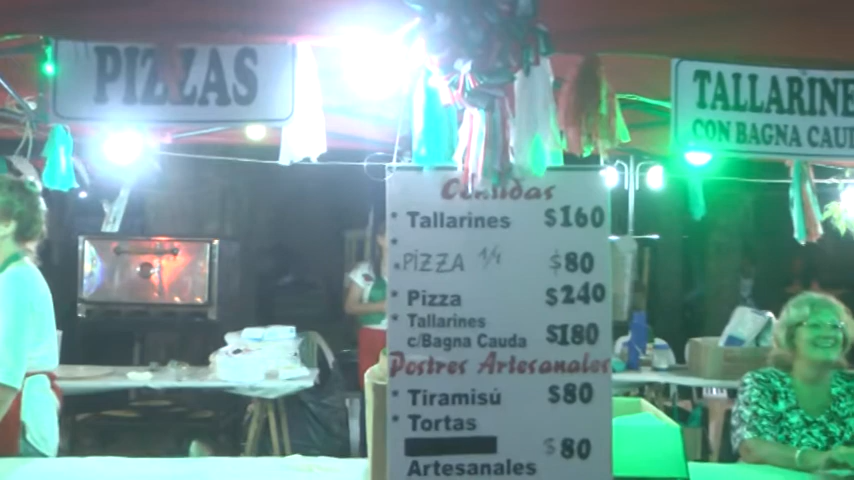 PIZZAS
TALLARINE
CON BAGNA CAUD
Comidas
* Tallarines $160
*
*PIZZA 1/4 $80
* Pizza $240
* Tallarines
c/Bagna Cauda $180
Postres Artesanales
* Tiramisú $80
* Tortas
$80
Artesanales